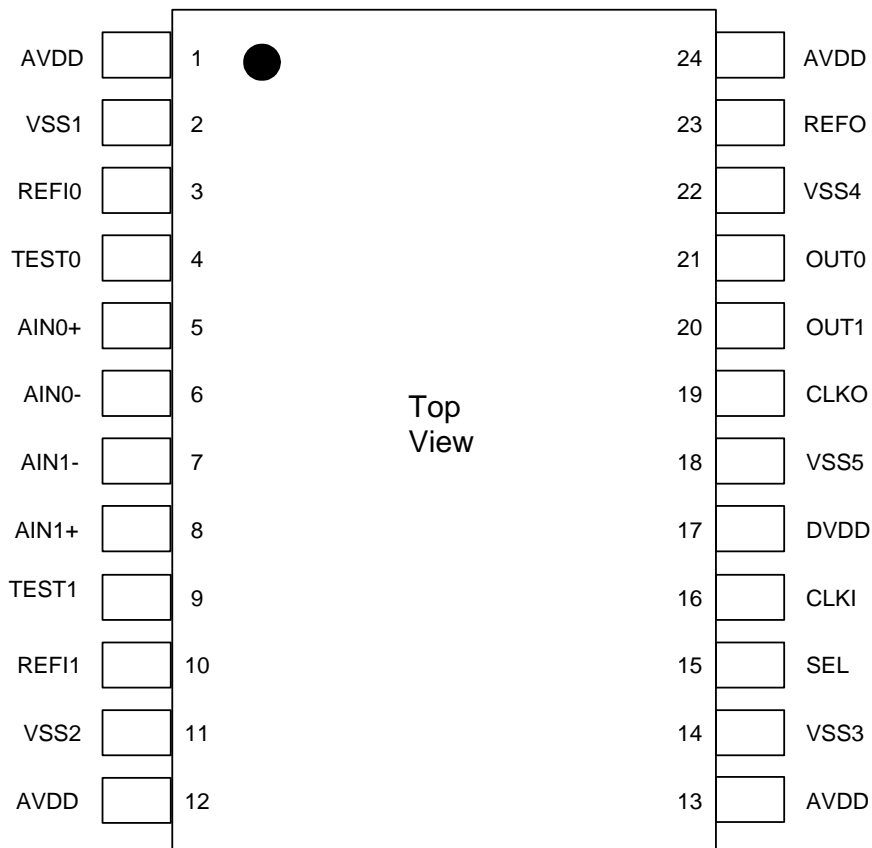 AVDD 1 24 AVDD
VSS1 2 23 REFO
REFI0 3 22 VSS4
TEST0 4 21 OUT0
AIN0+ 5 20 OUT1
AIN0- 6 19 CLKO
Top
View
AIN1- 7 18 VSS5
AIN1+ 8 17 DVDD
TEST1 9 16 CLKI
REFI1 10 15 SEL
VSS2 11 14 VSS3
AVDD 12 13 AVDD